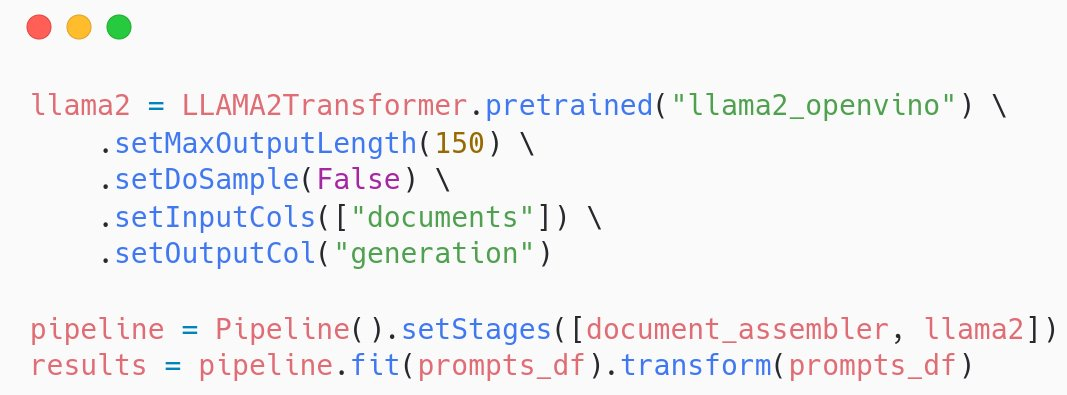 llama2 = LLAMA2Transformer.pretrained("llama2_openvino") \
    .setMaxOutputLength(150) \
    .setDoSample(False) \
    .setInputCols(["documents"]) \
    .setOutputCol("generation")

pipeline = Pipeline().setStages([document_assembler, llama2])
results = pipeline.fit(prompts_df).transform(prompts_df)